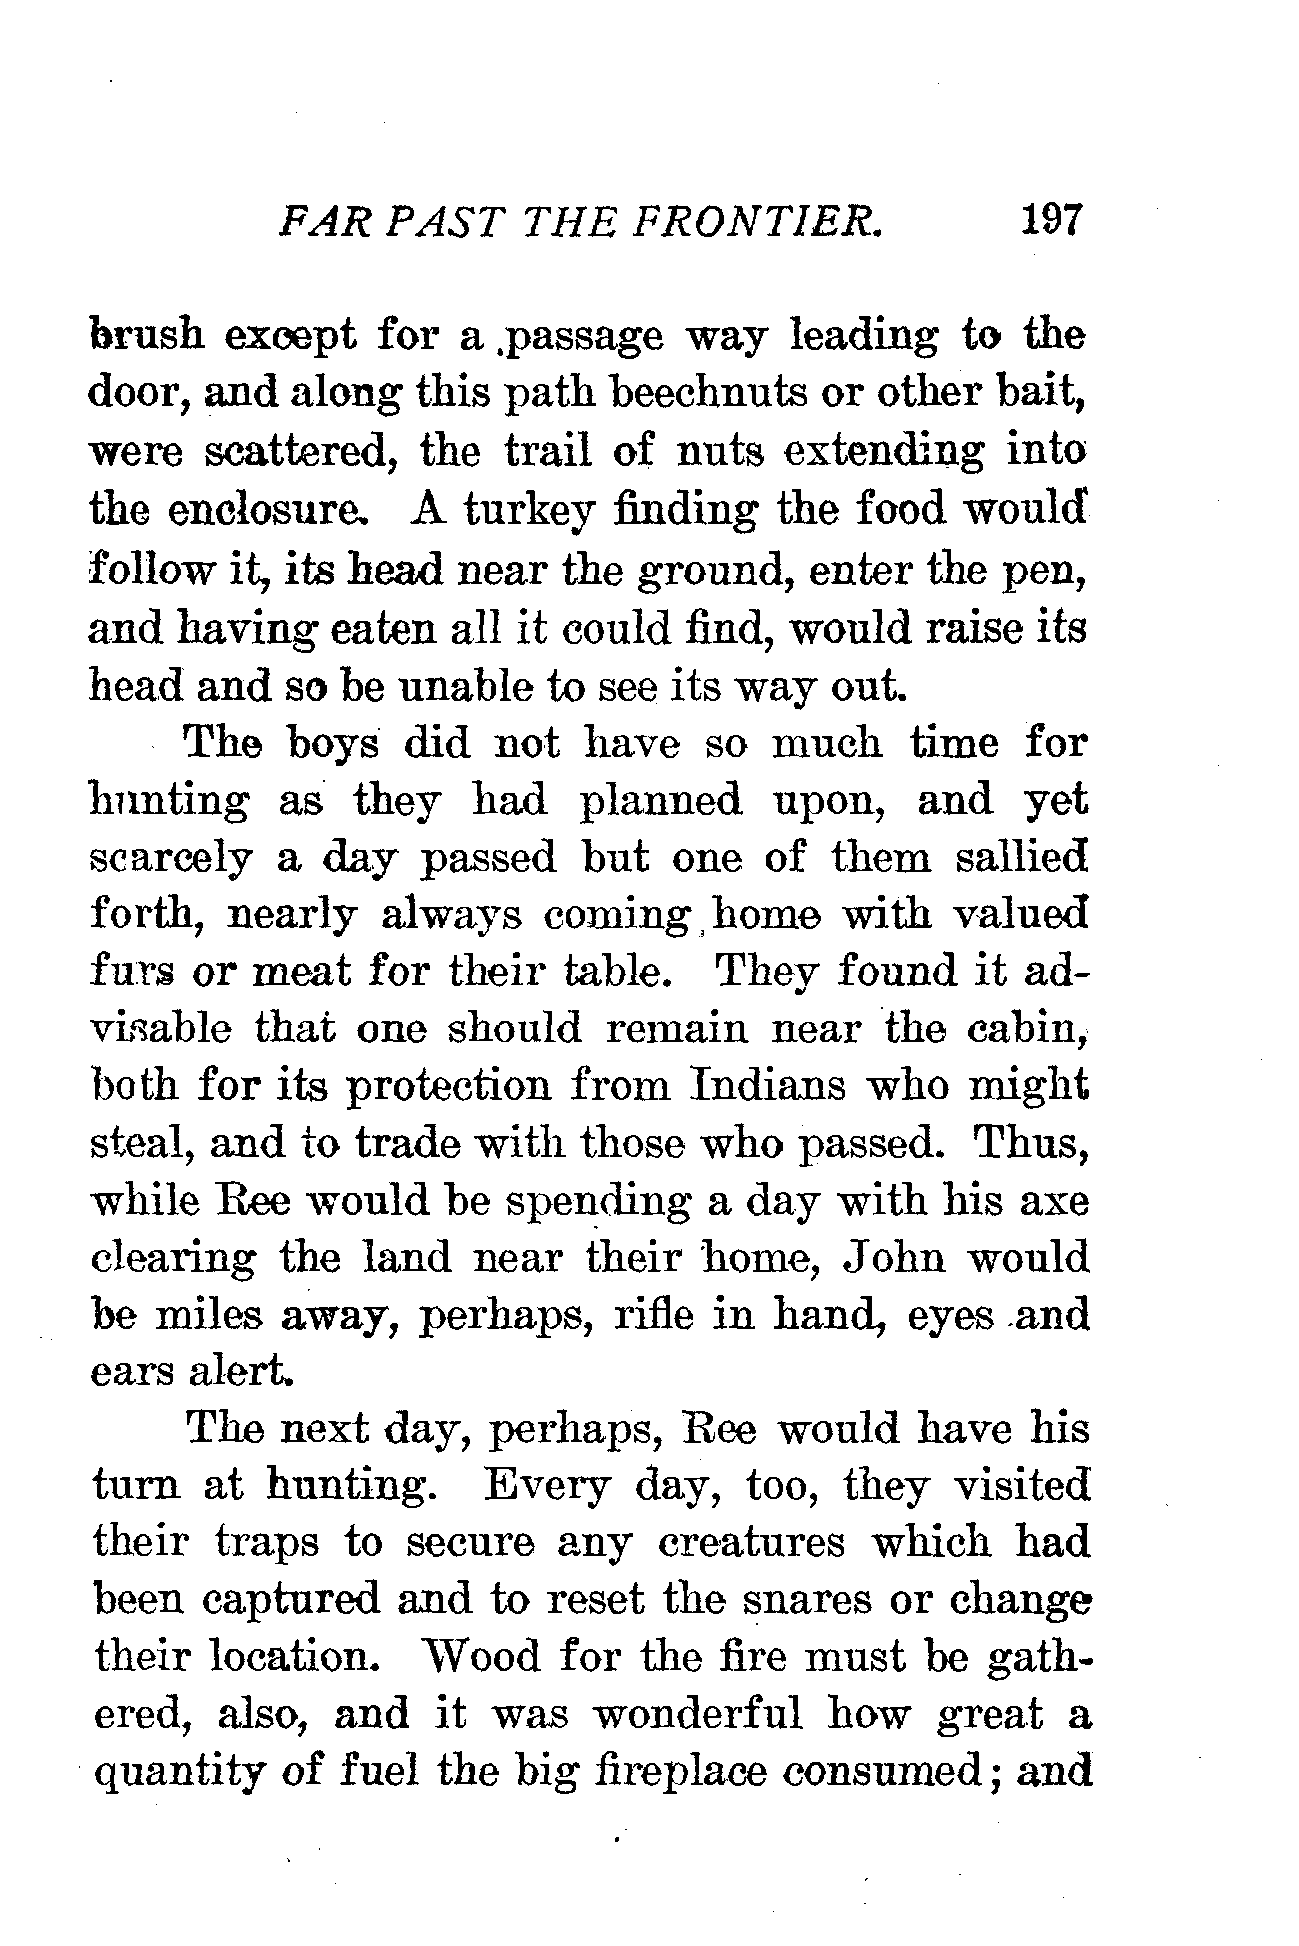 FAR PAST THE FRONTIER. 197
brush except for a passage way leading to the
door, and along this path beechnuts or other bait,
were scattered, the trail of nuts extending into
the enclosure. A turkey finding the food would
follow it, its head near the ground, enter the pen,
and having eaten all it could find, would raise its
head and so be unable to see its way out.
The boys did not have so much time for
hunting as they had planned upon, and yet
scarcely a day passed but one of them sallied
forth, nearly always coming home with valued
furs or meat for their table. They found it ad-
visable that one should remain near the cabin,
both for its protection from Indians who might
steal, and to trade with those who passed. Thus,
while Ree would be spending a day with his axe
clearing the land near their home, John would
be miles away, perhaps, rifle in hand, eyes and
ears alert.
The next day, perhaps, Ree would have his
turn at hunting. Every day, too, they visited
their traps to secure any creatures which had
been captured and to reset the snares or change
their location. Wood for the fire must be gath-
ered, also, and it was wonderful how great a
quantity of fuel the big fireplace consumed; and